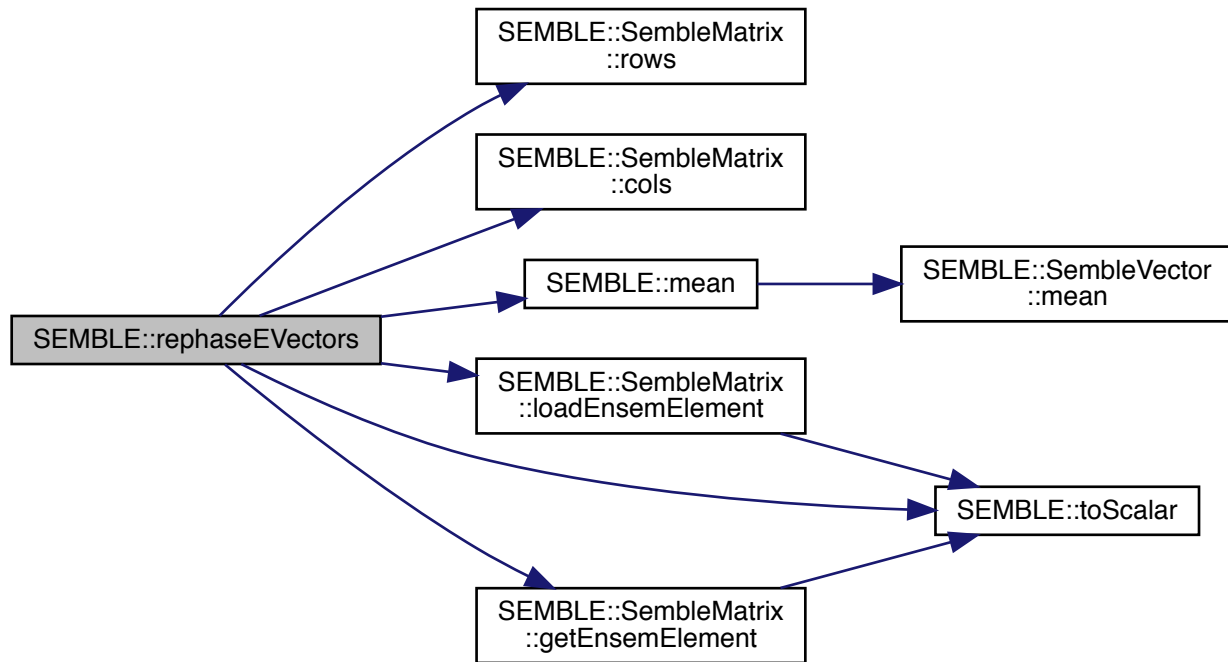 SEMBLE::SembleMatrix
::rows
SEMBLE::SembleMatrix
::cols
SEMBLE::mean
SEMBLE::SembleVector
::mean
SEMBLE::rephaseEVectors
SEMBLE::SembleMatrix
::loadEnsemElement
SEMBLE::toScalar
SEMBLE::SembleMatrix
::getEnsemElement